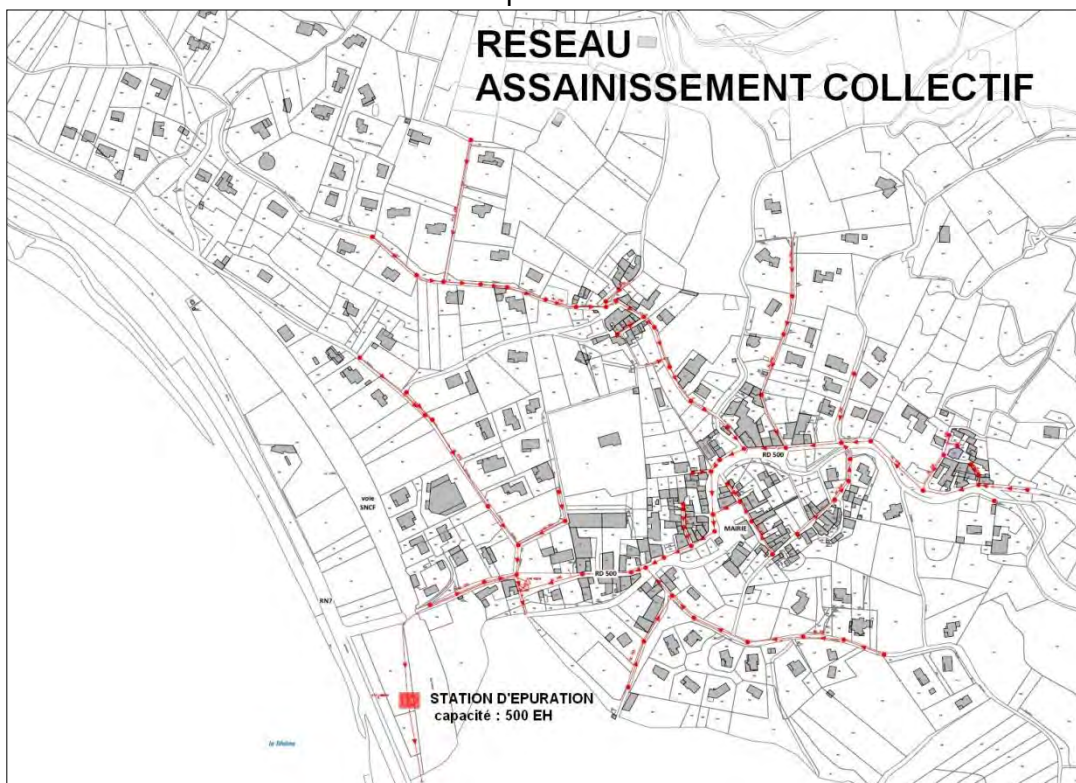 RESEAU
ASSAINISSEMENT COLLECTIF
RD 500
voie
SNCF
MAIRIE
RD 500
RN7
STATION D'EPURATION
capacité : 500 EH
le Rhône